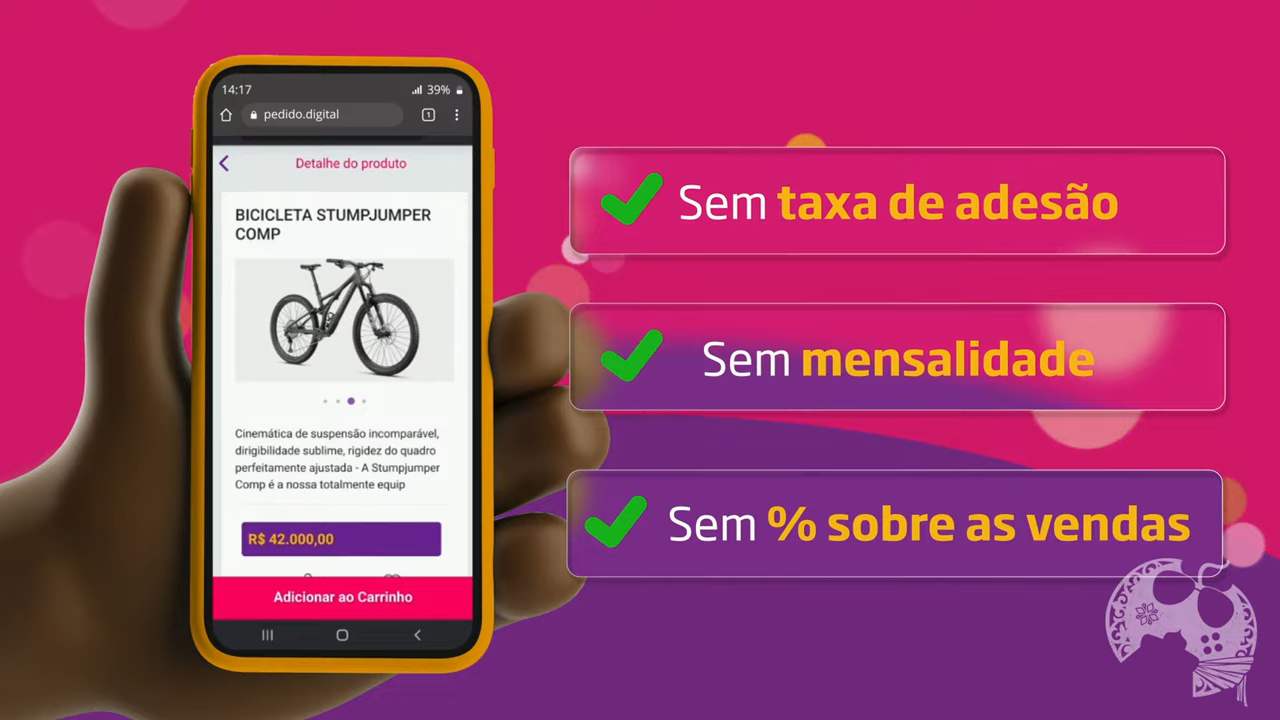 14:17
39%
pedido.digital
1
Detalhe do produto
BICICLETA STUMPJUMPER
COMP
Cinemática de suspensão incomparável,
dirigibilidade sublime, rigidez do quadro
perfeitamente ajustada - A Stumpjumper
Comp é a nossa totalmente equip
R$ 42.000,00
Adicionar ao Carrinho
Sem taxa de adesão
Sem mensalidade
Sem % sobre as vendas